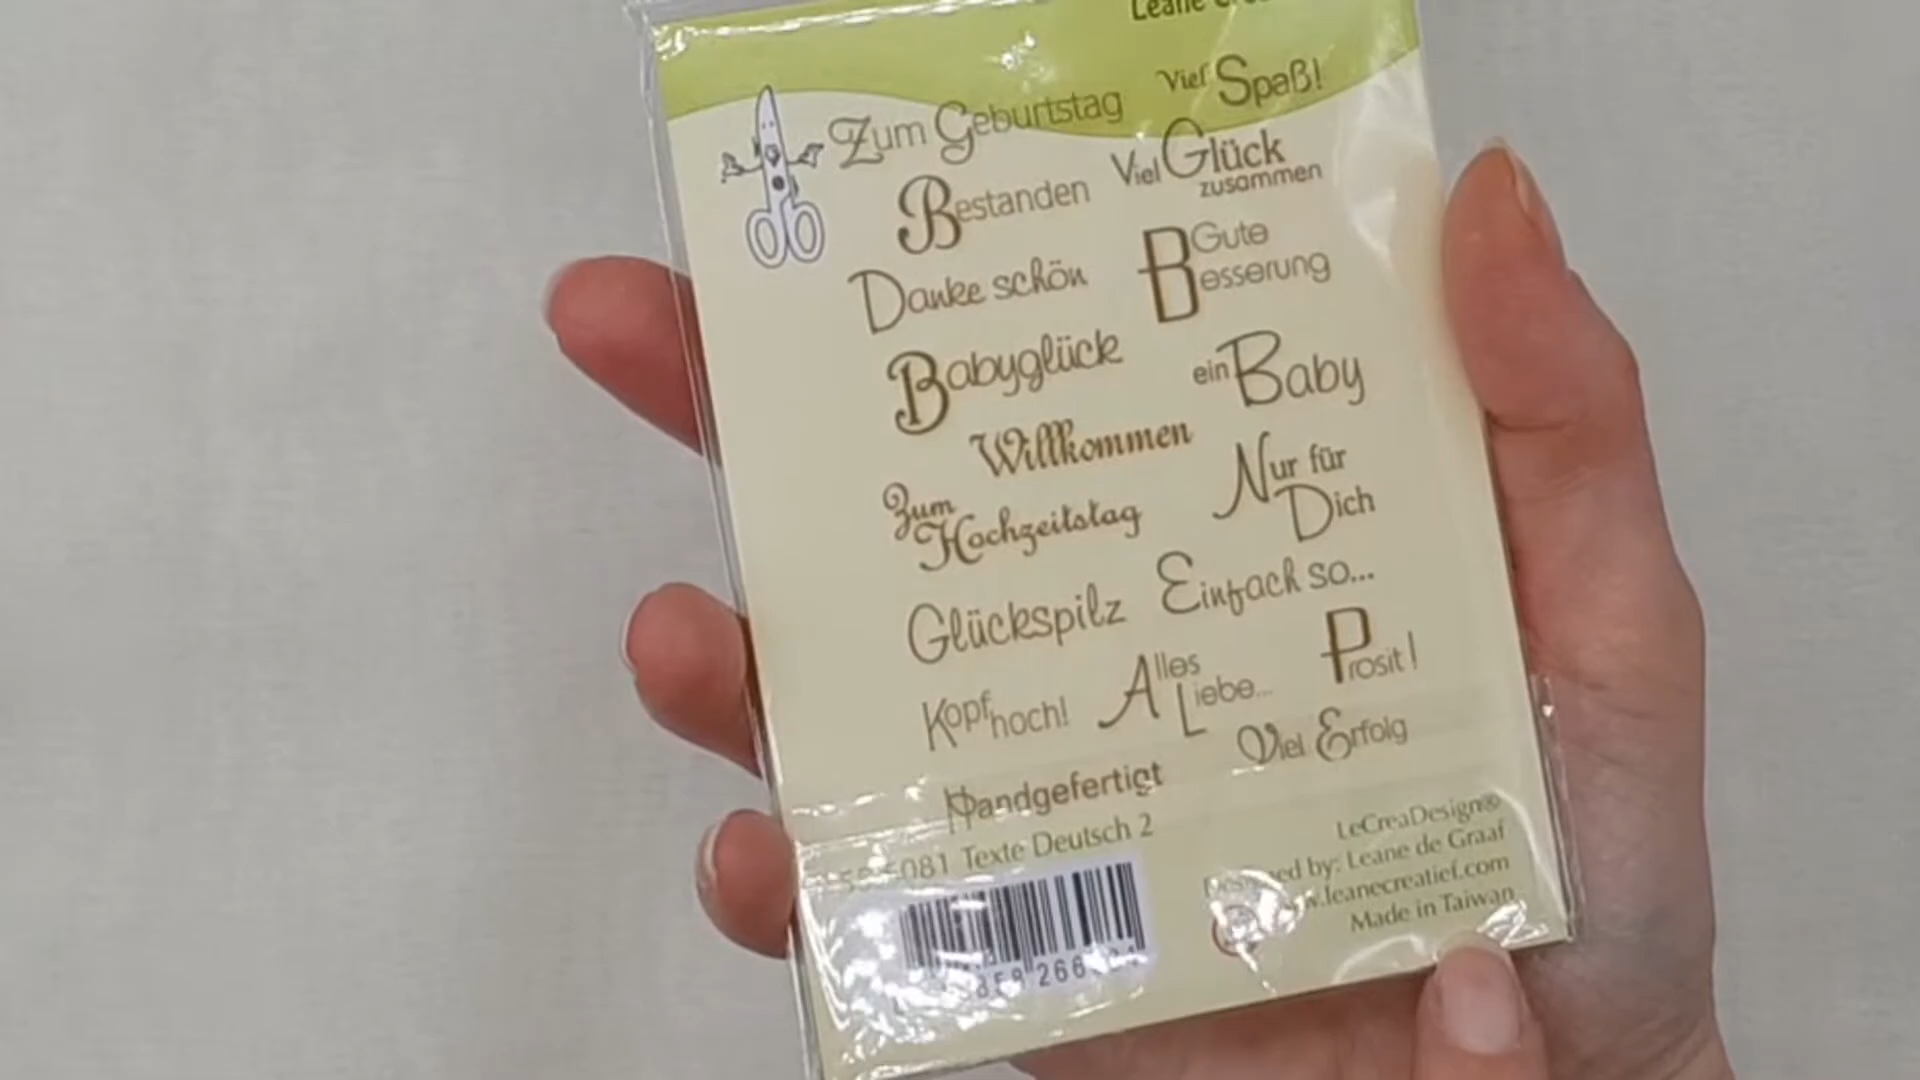 Leane
Viel Spaß!
Zum Geburtstag
Viel Glück
zusammen
Bestanden
Gute
Besserung
Danke schön
Babyglück
ein Baby
Willkommen
Nur für
Dich
Zum
Hochzeitstag
Einfach so...
Glückspilz
Prosit!
Alles
Liebe...
Kopf
hoch!
Viel Erfolg
Handgefertigt
Texte Deutsch 2
LeCreaDesign®
by: Leane de Graaf
Made in Taiwan